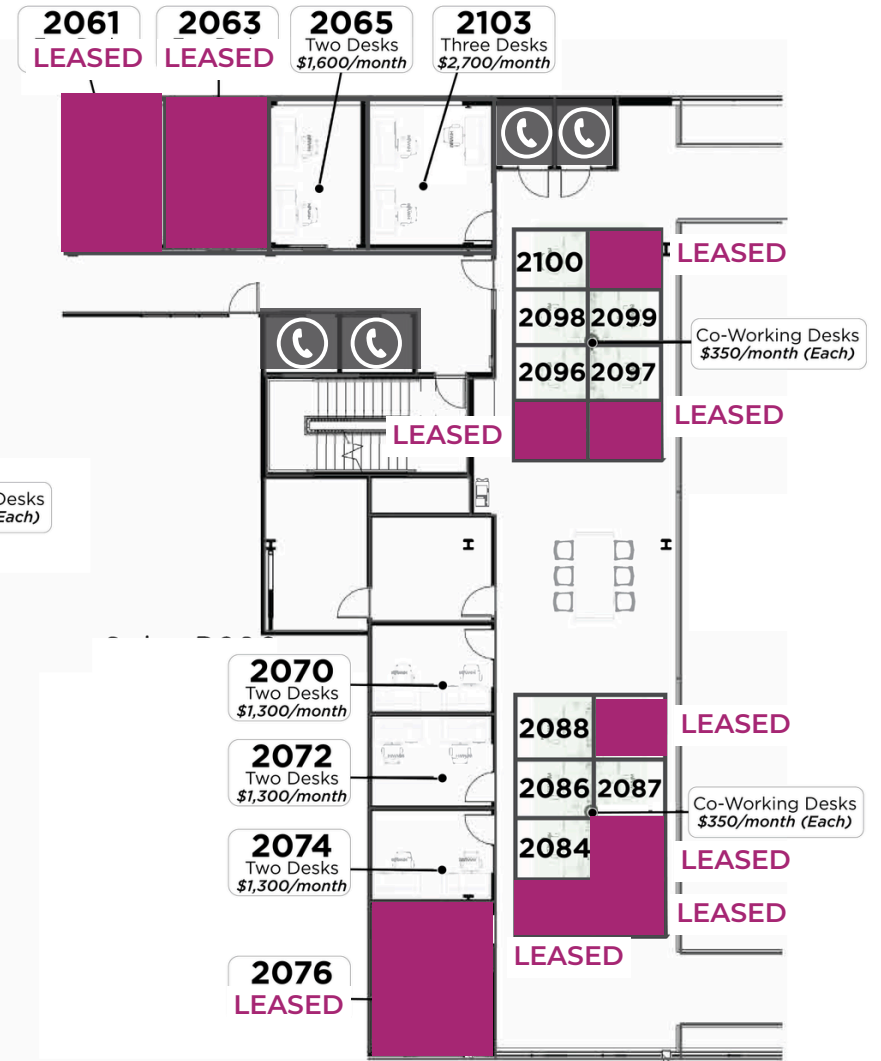 2061
LEASED
2063
LEASED
2065
Two Desks
$1,600/month
2103
Three Desks
$2,700/month
2100
LEASED
2098
2099
Co-Working Desks
$350/month (Each)
2096
2097
LEASED
LEASED
Desks
Each)
2070
Two Desks
$1,300/month
2072
Two Desks
$1,300/month
2074
Two Desks
$1,300/month
2076
LEASED
2088
LEASED
2086
2087
Co-Working Desks
$350/month (Each)
2084
LEASED
LEASED
LEASED